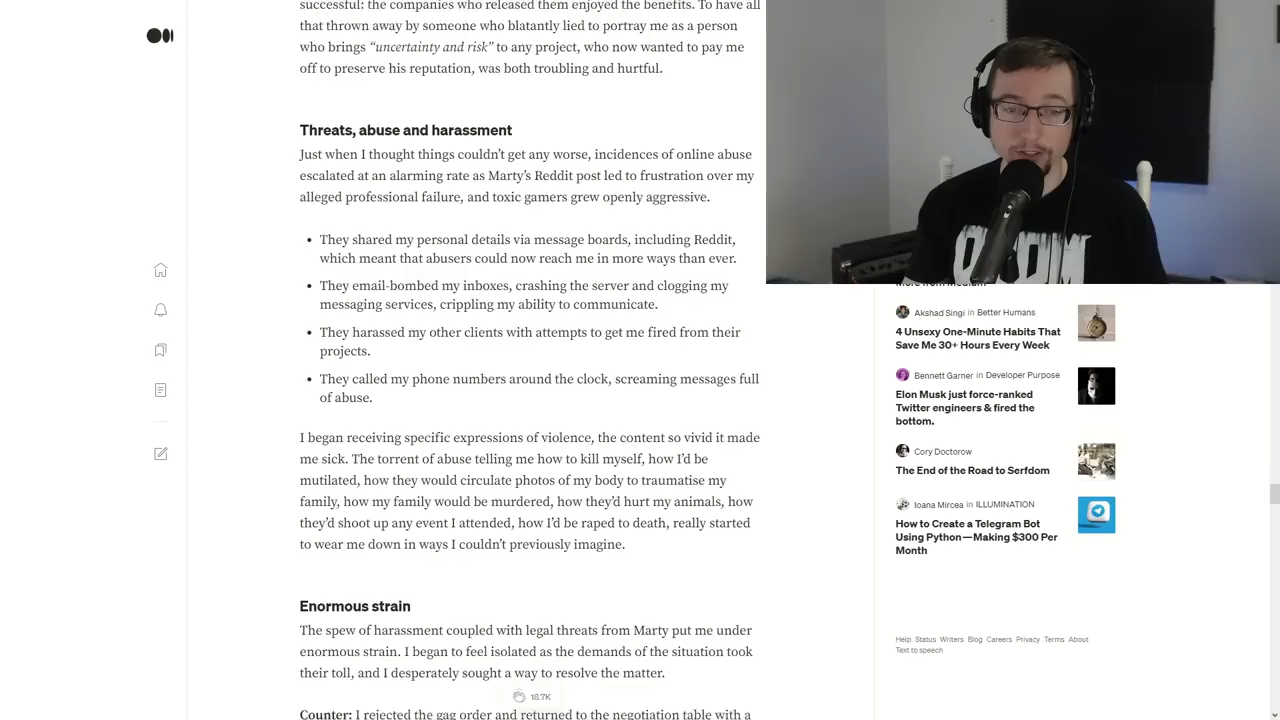 successful: the companies who released them enjoyed the benefits. To have all
that thrown away by someone who blatantly lied to portray me as a person
who brings “uncertainty and risk” to any project, who now wanted to pay me
off to preserve his reputation, was both troubling and hurtful.
Threats, abuse and harassment
Just when I thought things couldn’t get any worse, incidences of online abuse
escalated at an alarming rate as Marty’s Reddit post led to frustration over my
alleged professional failure, and toxic gamers grew openly aggressive.
They shared my personal details via message boards, including Reddit,
which meant that abusers could now reach me in more ways than ever.
They email-bombed my inboxes, crashing the server and clogging my
messaging services, crippling my ability to communicate.
They harassed my other clients with attempts to get me fired from their
projects.
They called my phone numbers around the clock, screaming messages full
of abuse.
I began receiving specific expressions of violence, the content so vivid it made
me sick. The torrent of abuse telling me how to kill myself, how I’d be
mutilated, how they would circulate photos of my body to traumatise my
family, how my family would be murdered, how they’d hurt my animals, how
they’d shoot up any event I attended, how I’d be raped to death, really started
to wear me down in ways I couldn’t previously imagine.
Enormous strain
The spew of harassment coupled with legal threats from Marty put me under
enormous strain. I began to feel isolated as the demands of the situation took
their toll, and I desperately sought a way to resolve the matter.
18.7K
Counter: I rejected the gag order and returned to the negotiation table with a
DOOM
More from Medium
Akshad Singi in Better Humans
4 Unsexy One-Minute Habits That
Save Me 30+ Hours Every Week
Bennett Garner in Developer Purpose
Elon Musk just force-ranked
Twitter engineers & fired the
bottom.
Cory Doctorow
The End of the Road to Serfdom
Ioana Mircea in ILLUMINATION
How to Create a Telegram Bot
Using Python—Making $300 Per
Month
Help Status Writers Blog Careers Privacy Terms About
Text to speech